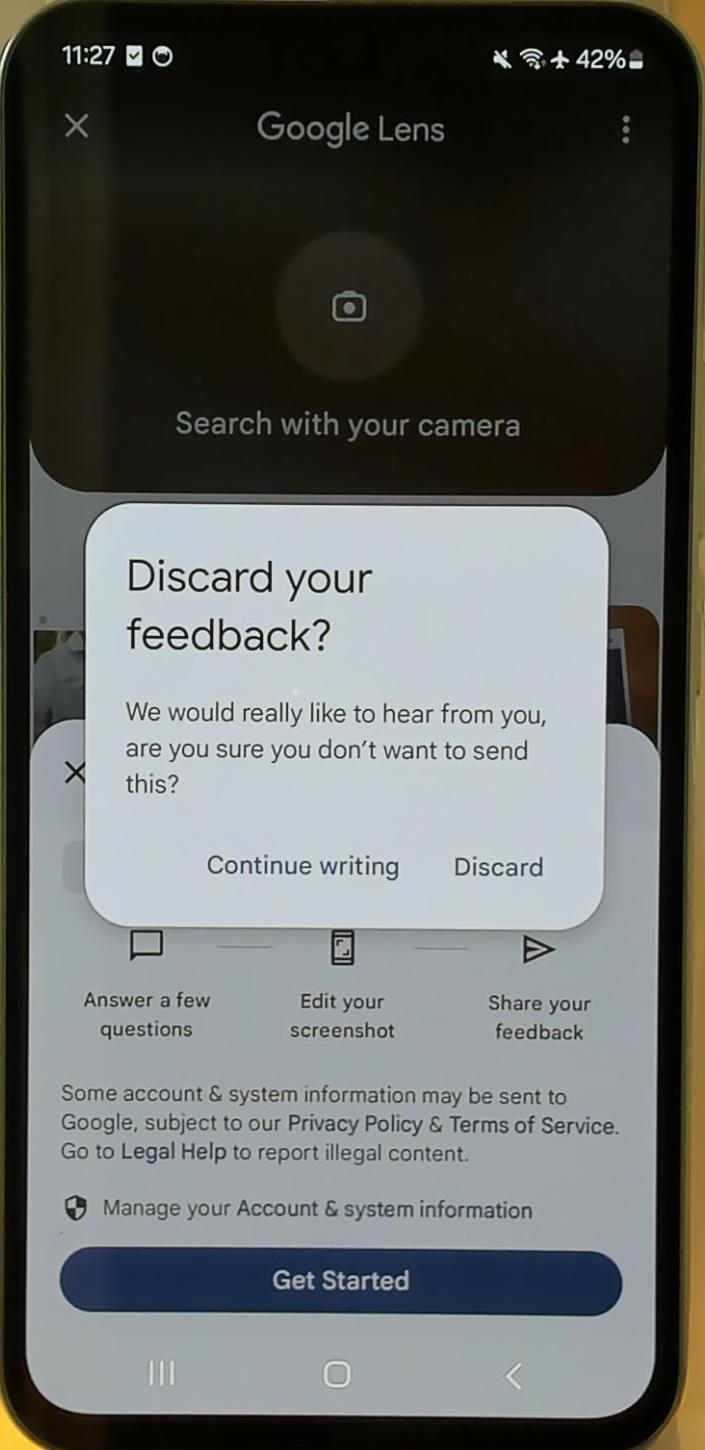 11:27
42%
Google Lens
Search with your camera
Discard your
feedback?
We would really like to hear from you,
are you sure you don't want to send
this?
Continue writing Discard
Answer a few
questions
Edit your
screenshot
Share your
feedback
Some account & system information may be sent to
Google, subject to our Privacy Policy & Terms of Service.
Go to Legal Help to report illegal content.
Manage your Account & system information
Get Started